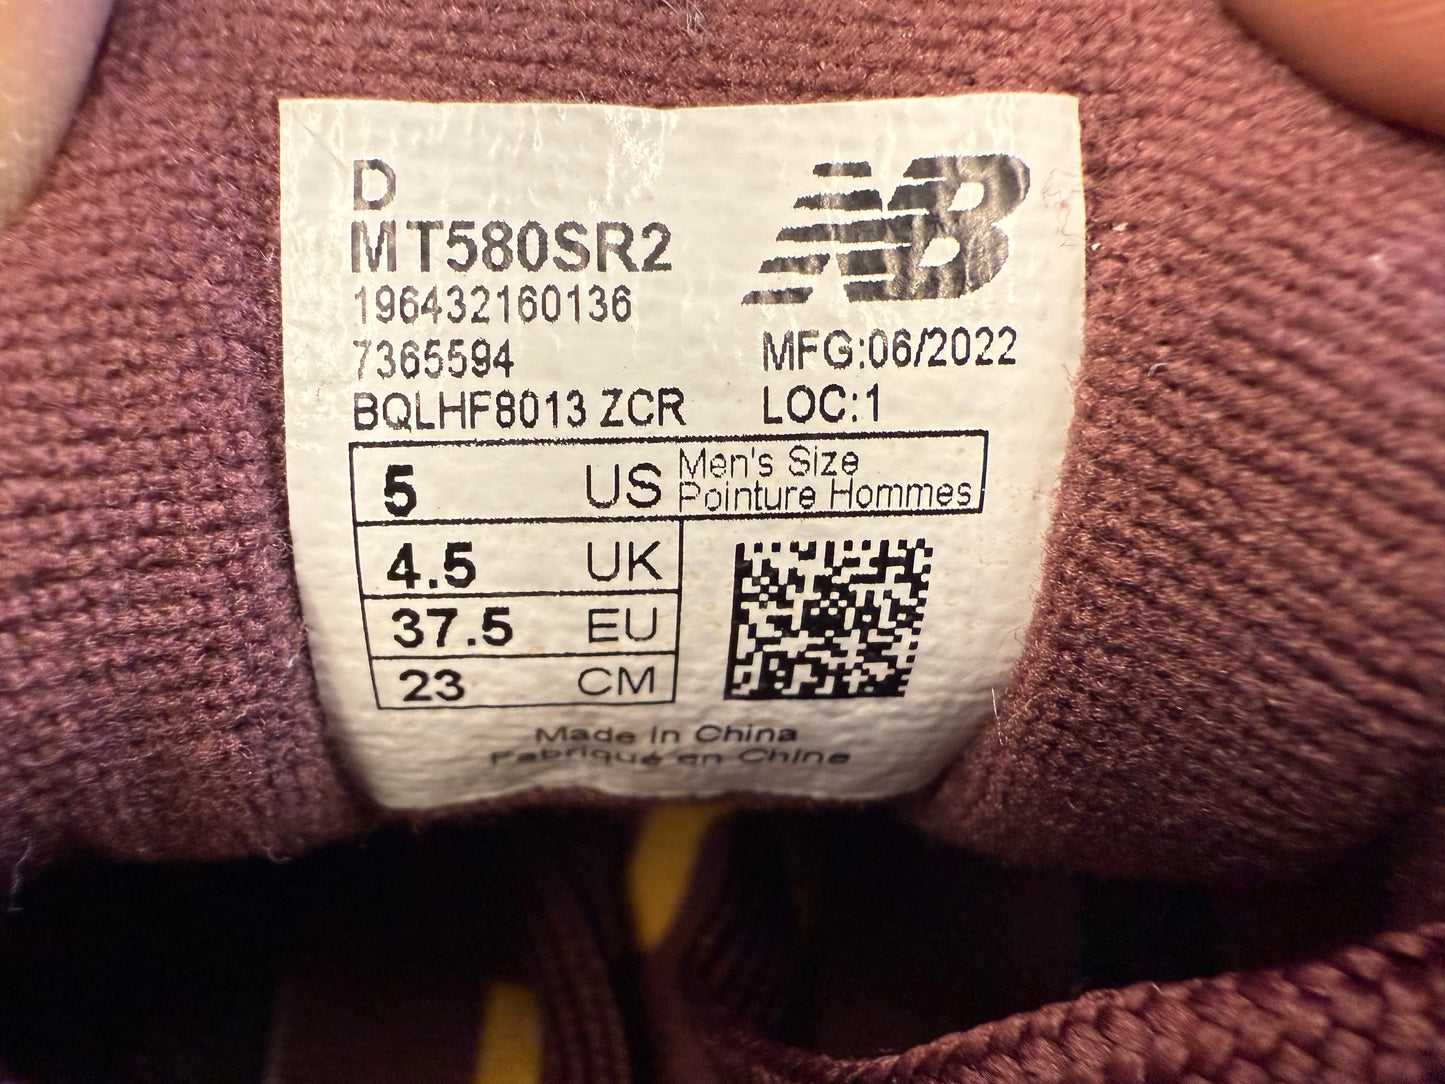 D
MT580SR2
NB
196432160136
7365594
MFG:06/2022
BQLHF8013 ZCR
LOC:1
5 US Men's Size
Pointure Hommes
4.5 UK
37.5 EU
23 CM
Made in China
Fabriqué en Chine